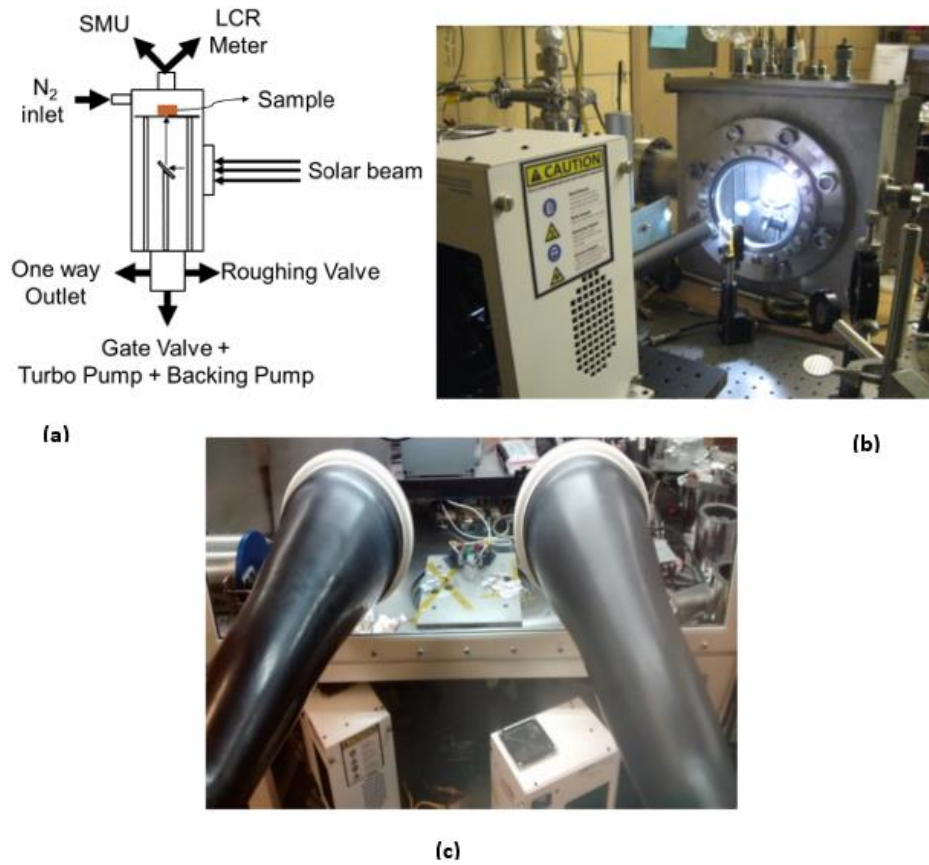 SMU
LCR
Meter
N₂
inlet
Sample
Solar beam
One way
Outlet
Roughing Valve
Gate Valve +
Turbo Pump + Backing Pump
(a)
CAUTION
(b)
CAUTION
(c)